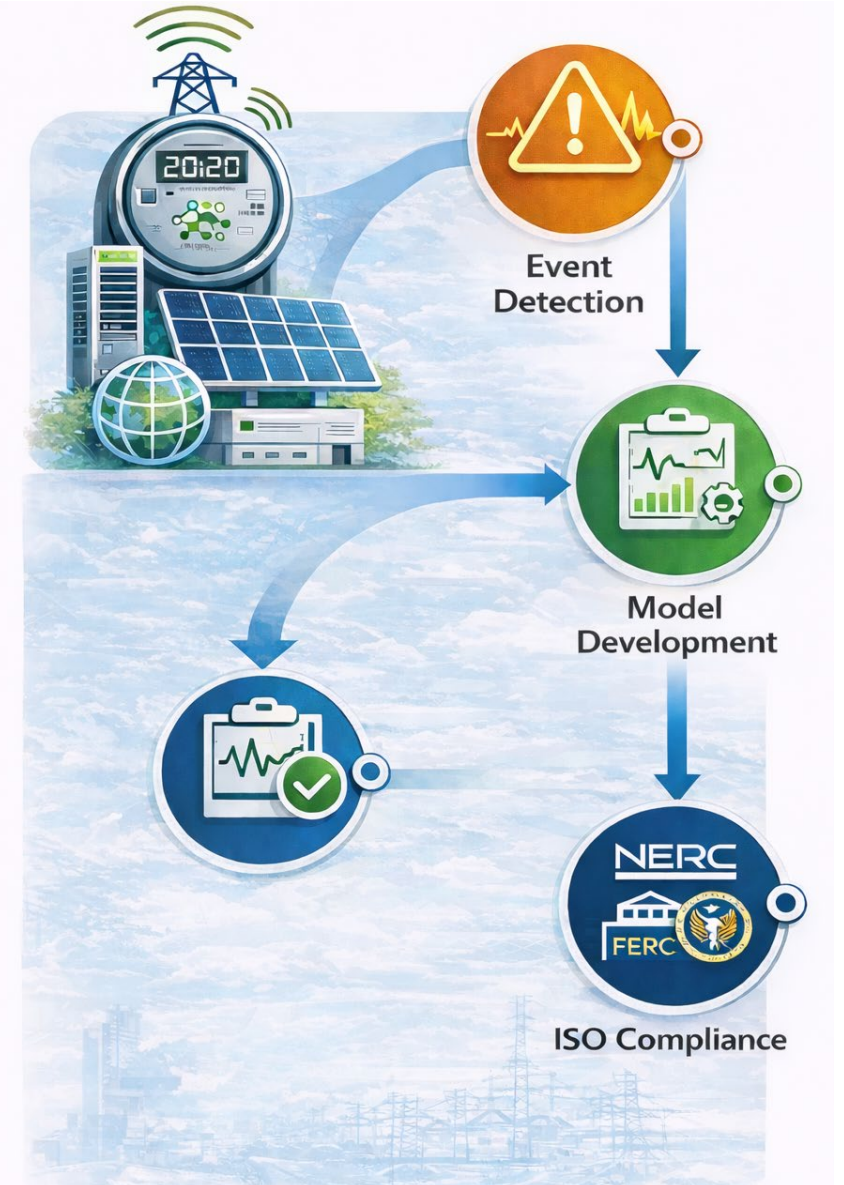 20:20
Event
Detection
Model
Development
NERC
FERC
ISO Compliance